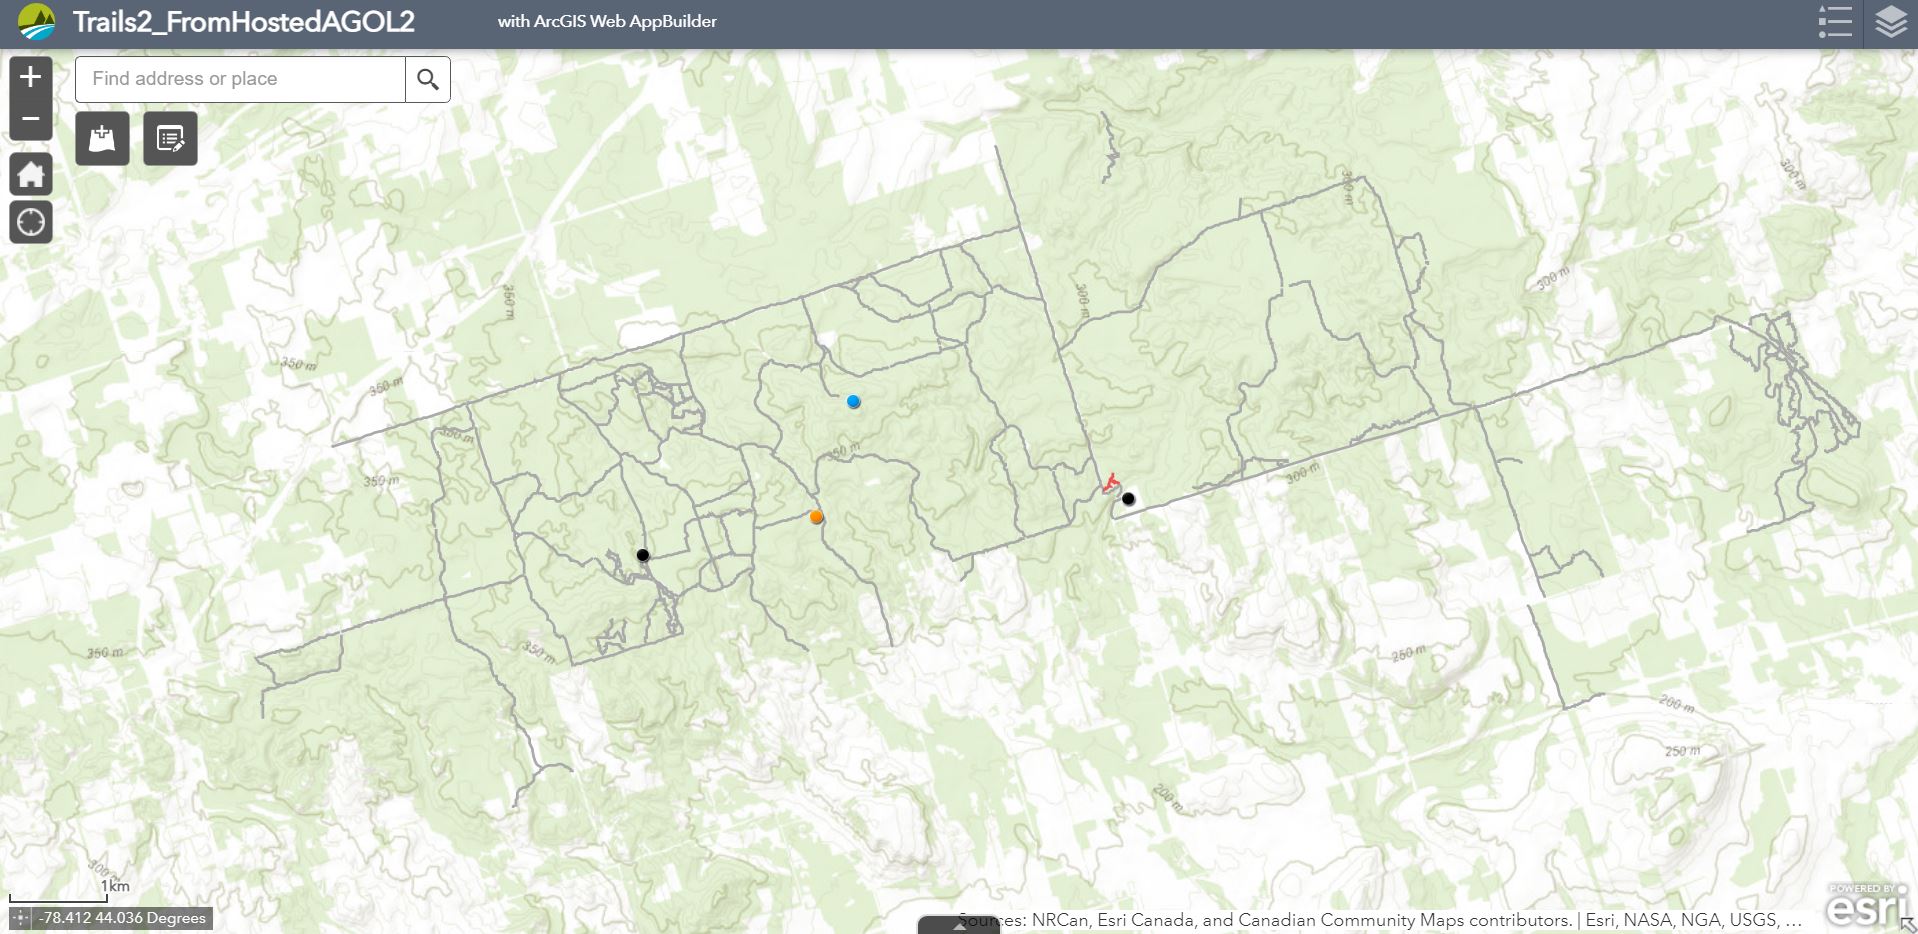 Trails2_FromHostedAGOL2
with ArcGIS Web AppBuilder
Find address or place
300 m
300 m
300 m
300 m
350 m
350 m
350 m
350 m
350 m
350 m
300 m
350 m
350 m
250 m
200 m
250 m
200 m
300 m
1km
-78.412 44.036 Degrees
Sources: NRCan, Esri Canada, and Canadian Community Maps contributors. | Esri, NASA, NGA, USGS, ...
POWERED BY
esri